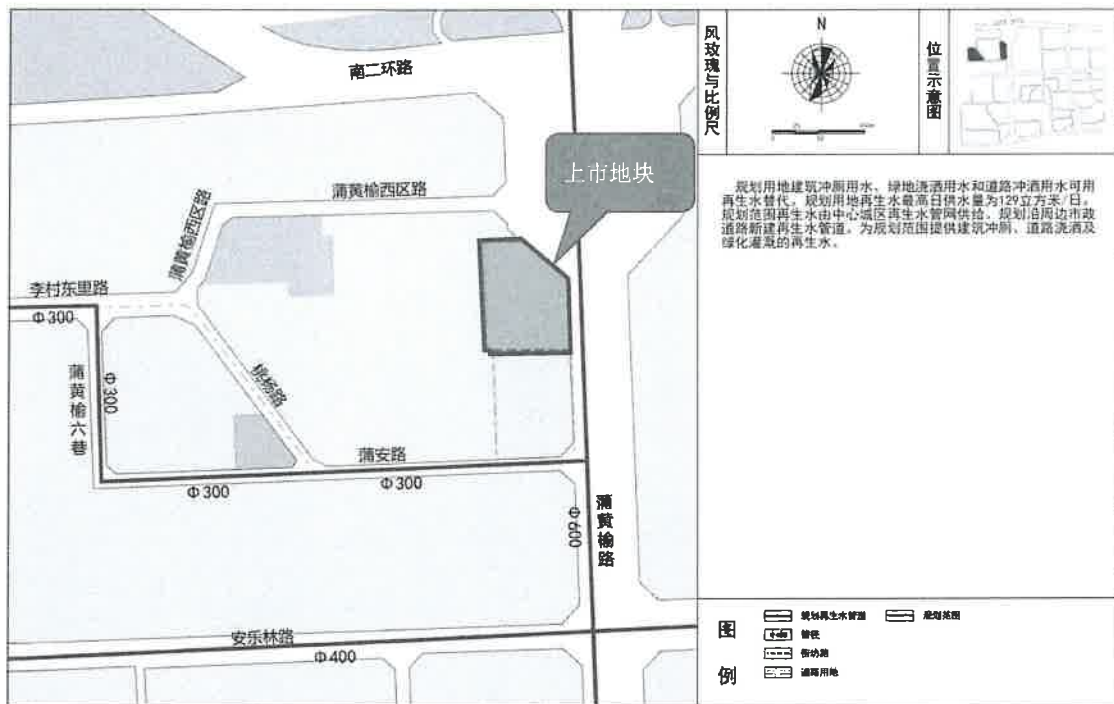 南二环路
上市地块
蒲黄榆西区路
蒲黄榆西区路
李村东里路
Φ300
蒲黄榆六巷
Φ300
桃杨路
蒲安路
Φ300
Φ300
Φ600
蒲黄榆路
安乐林路
Φ400
风玫瑰与比例尺
N
位置示意图
规划用地建筑冲厕用水、绿地浇洒用水和道路冲洒用水可用
再生水替代，规划用地再生水最高日供水量为129立方米/日。
规划范围再生水由中心城区再生水管网供给。规划沿周边市政
道路新建再生水管道，为规划范围提供建筑冲厕、道路浇洒及
绿化灌溉的再生水。
图例
规划再生水管道
规划范围
管径
街坊路
道路用地